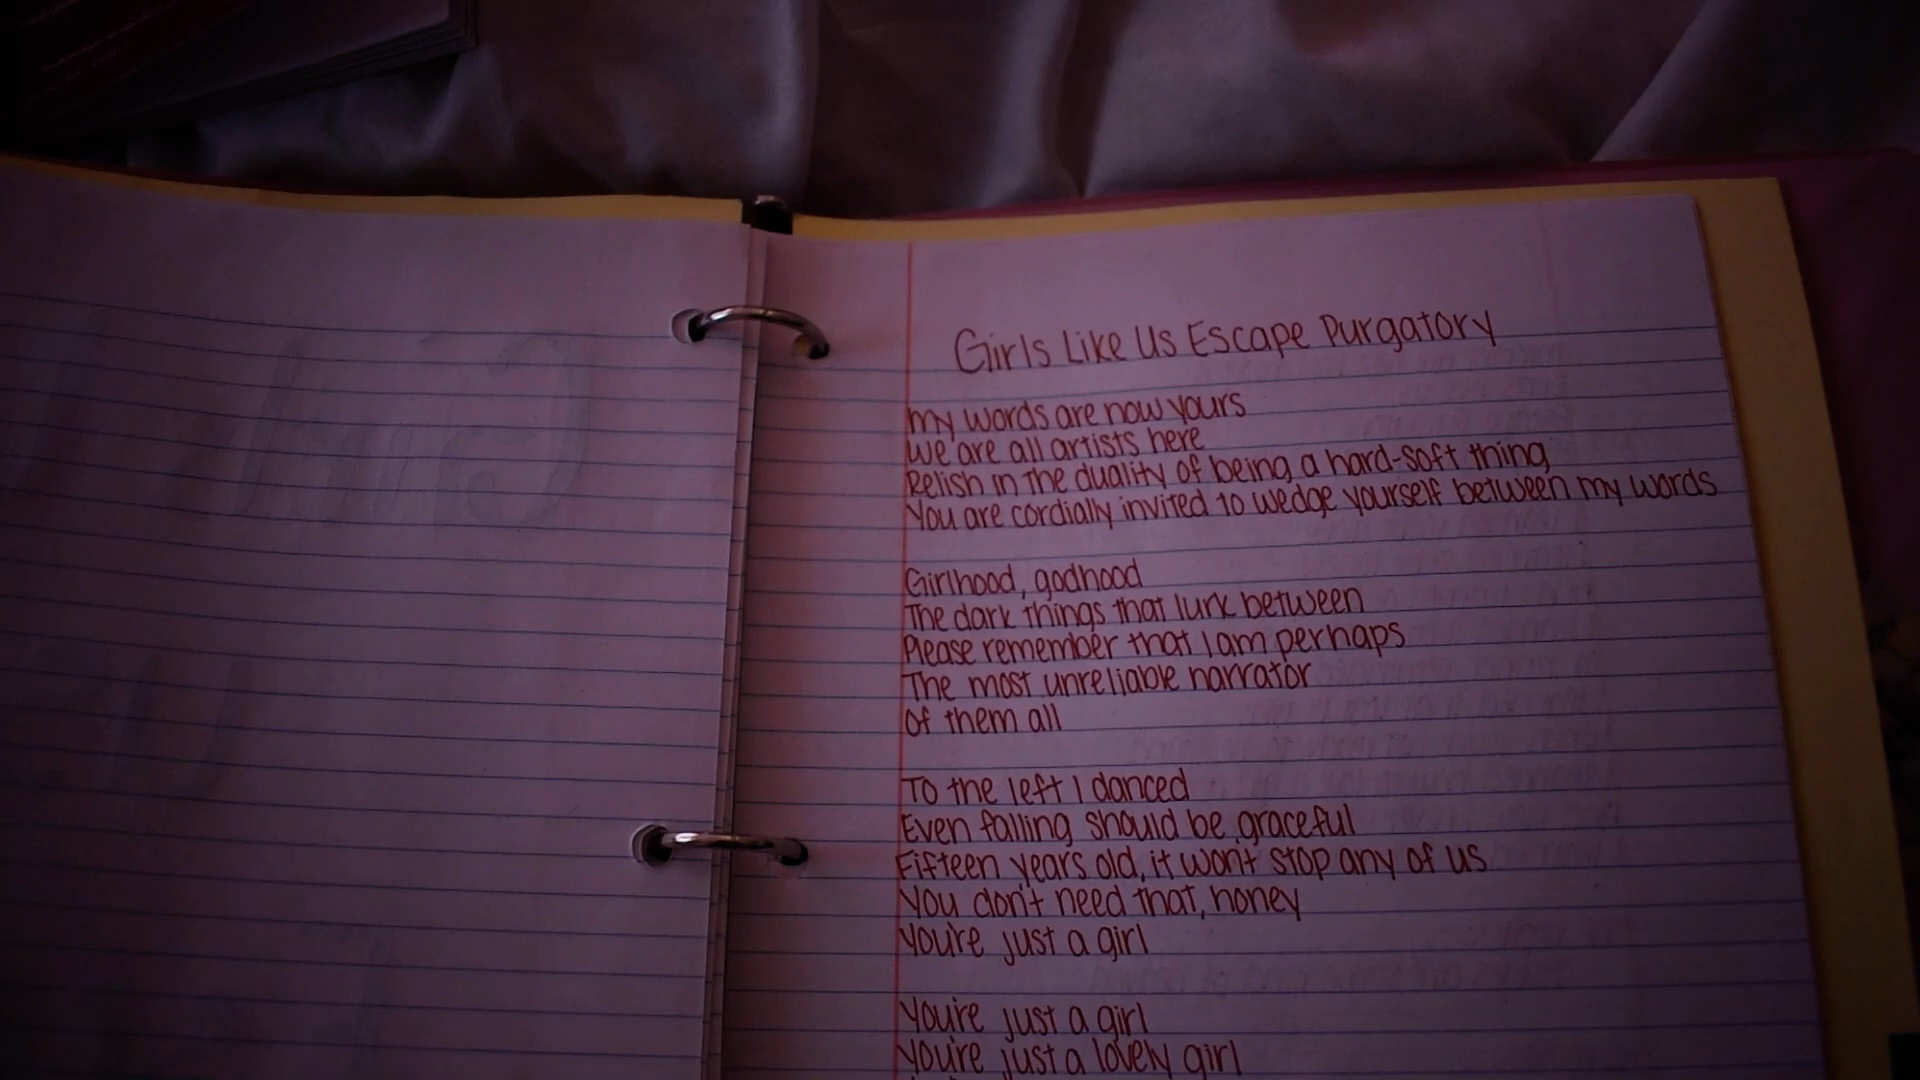 Girls Like Us Escape Purgatory
My words are now yours
We are all artists here
Relish in the duality of being a hard-soft thing
You are cordially invited to wedge yourself between my words
Girlhood, godhood
The dark things that lurk between
Please remember that I am perhaps
The most unreliable narrator
Of them all
To the left I danced
Even falling should be graceful
Fifteen years old, it won't stop any of us
You don't need that, honey
You're just a girl
You're just a girl
You're just a lovely girl